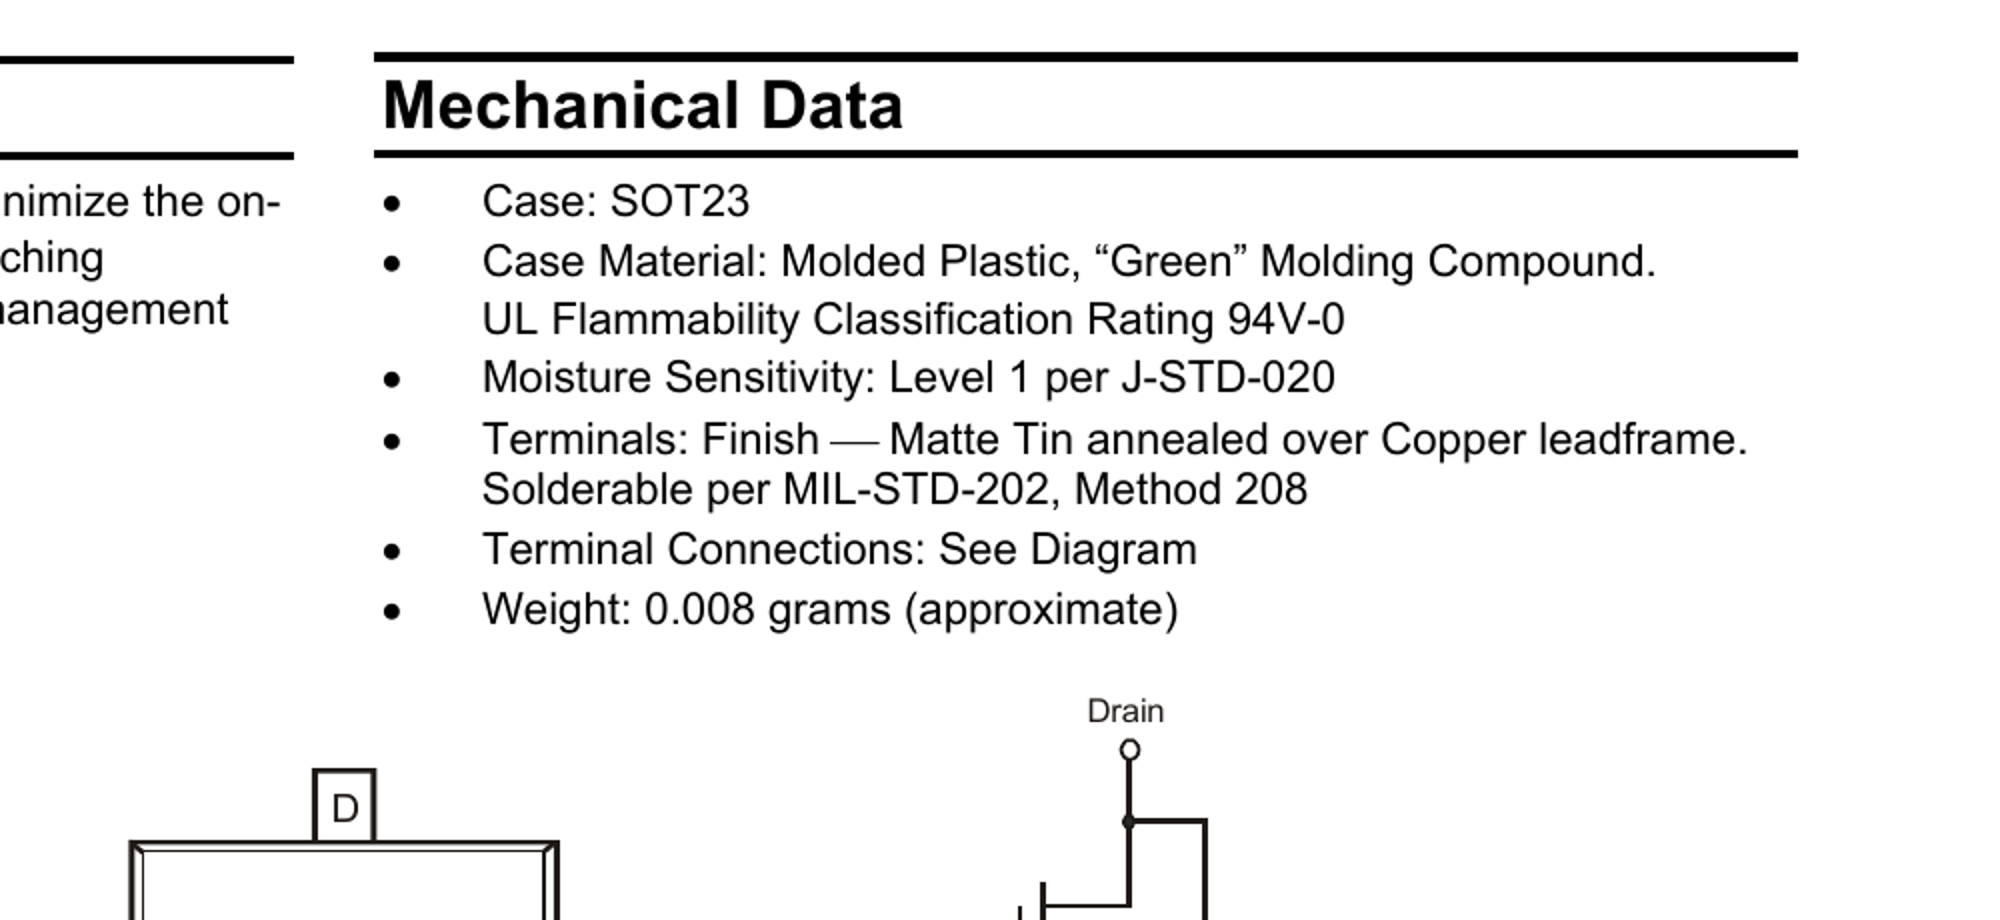 nimize the on-
ching
anagement
Mechanical Data
• Case: SOT23
• Case Material: Molded Plastic, “Green” Molding Compound.
UL Flammability Classification Rating 94V-0
• Moisture Sensitivity: Level 1 per J-STD-020
• Terminals: Finish — Matte Tin annealed over Copper leadframe.
Solderable per MIL-STD-202, Method 208
• Terminal Connections: See Diagram
• Weight: 0.008 grams (approximate)
Drain
D